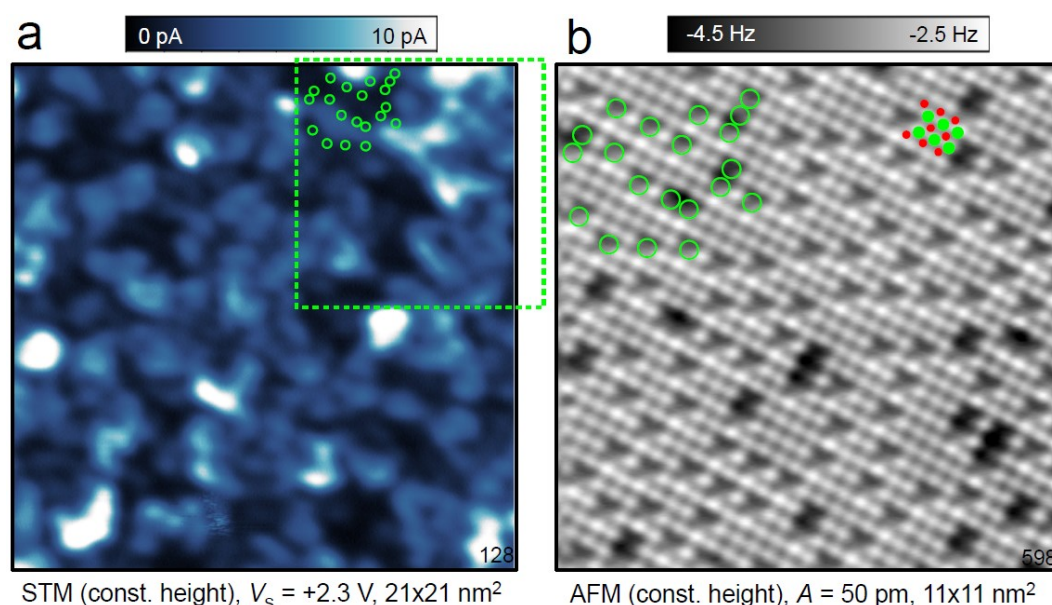 a
0 pA 10 pA
b
-4.5 Hz -2.5 Hz
128
598
STM (const. height), Vₛ = +2.3 V, 21x21 nm²
AFM (const. height), A = 50 pm, 11x11 nm²